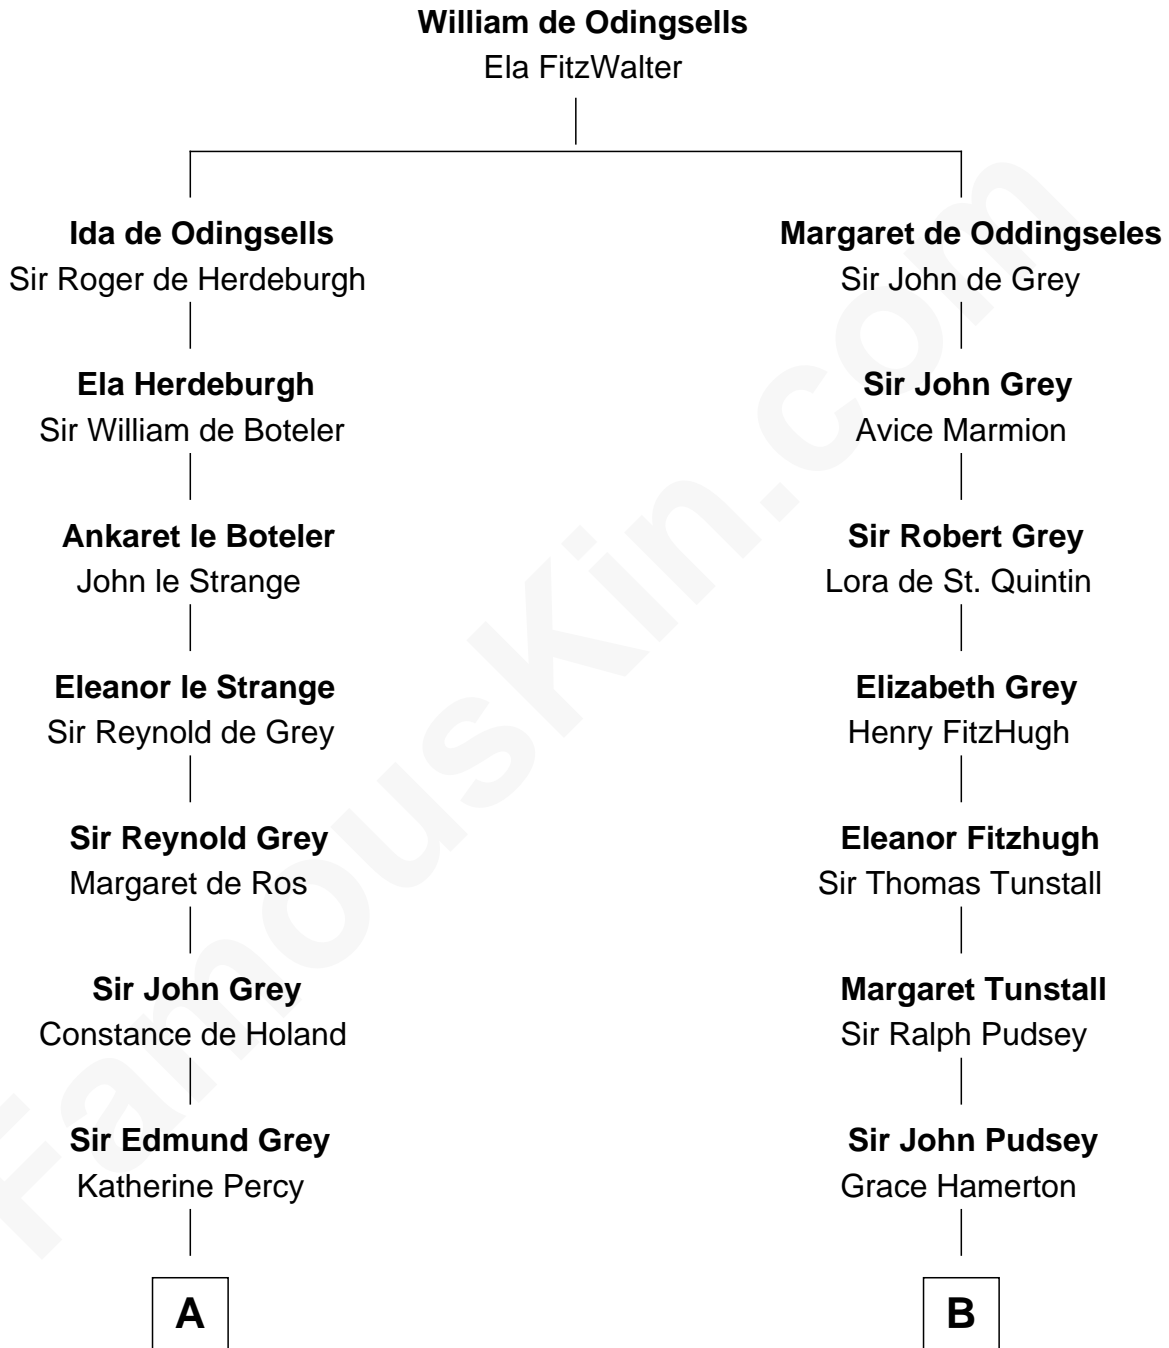 William de Odingsells
Ela FitzWalter
Ida de Odingsells
Sir Roger de Herdeburgh
Margaret de Oddingseles
Sir John de Grey
Ela Herdeburgh
Sir William de Boteler
Sir John Grey
Avice Marmion
Ankaret le Boteler
John le Strange
Sir Robert Grey
Lora de St. Quintin
Eleanor le Strange
Sir Reynold de Grey
Elizabeth Grey
Henry FitzHugh
Sir Reynold Grey
Margaret de Ros
Eleanor Fitzhugh
Sir Thomas Tunstall
Sir John Grey
Constance de Holand
Margaret Tunstall
Sir Ralph Pudsey
Sir Edmund Grey
Katherine Percy
Sir John Pudsey
Grace Hamerton
A
B
FamousKin.com